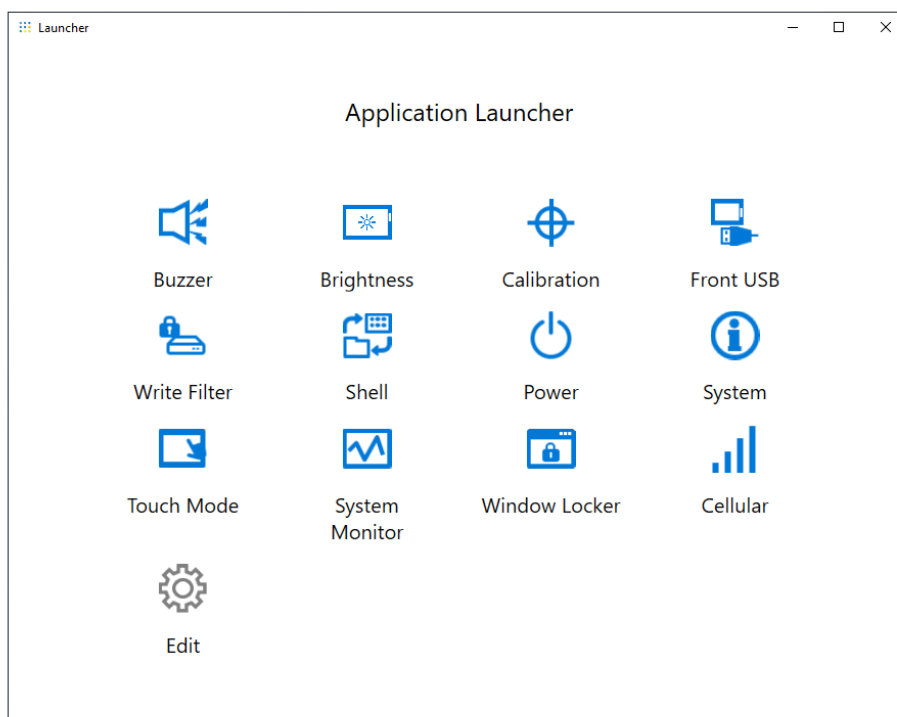 Launcher
Application Launcher
Buzzer
Brightness
Calibration
Front USB
Write Filter
Shell
Power
System
Touch Mode
System
Monitor
Window Locker
Cellular
Edit